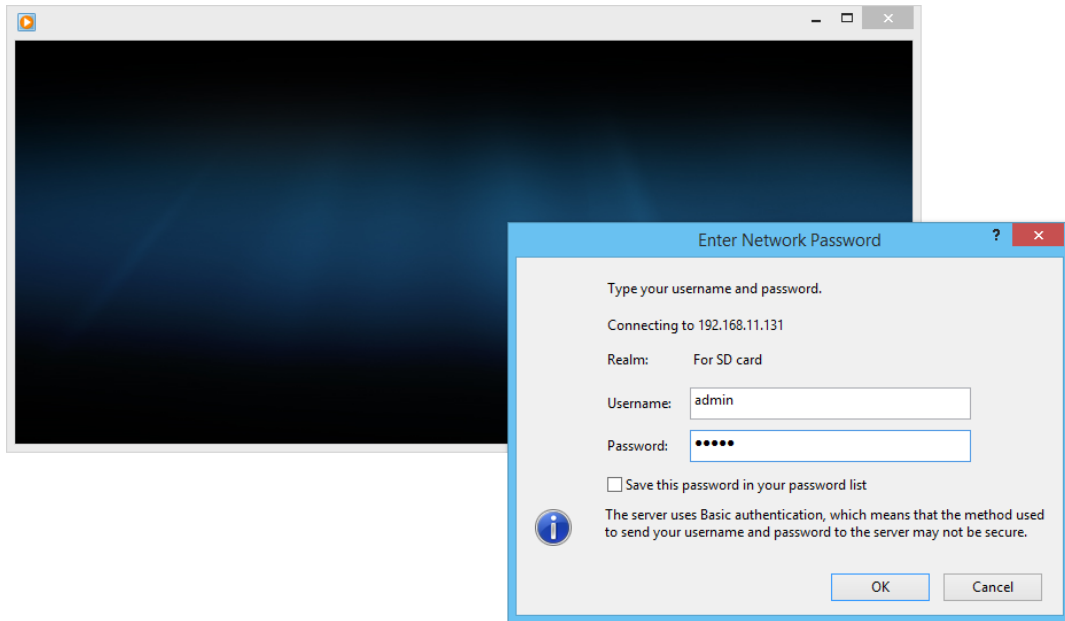 Enter Network Password
?
Type your username and password.
Connecting to 192.168.11.131
Realm: For SD card
Username: admin
Password: •••••
Save this password in your password list
The server uses Basic authentication, which means that the method used
to send your username and password to the server may not be secure.
OK Cancel